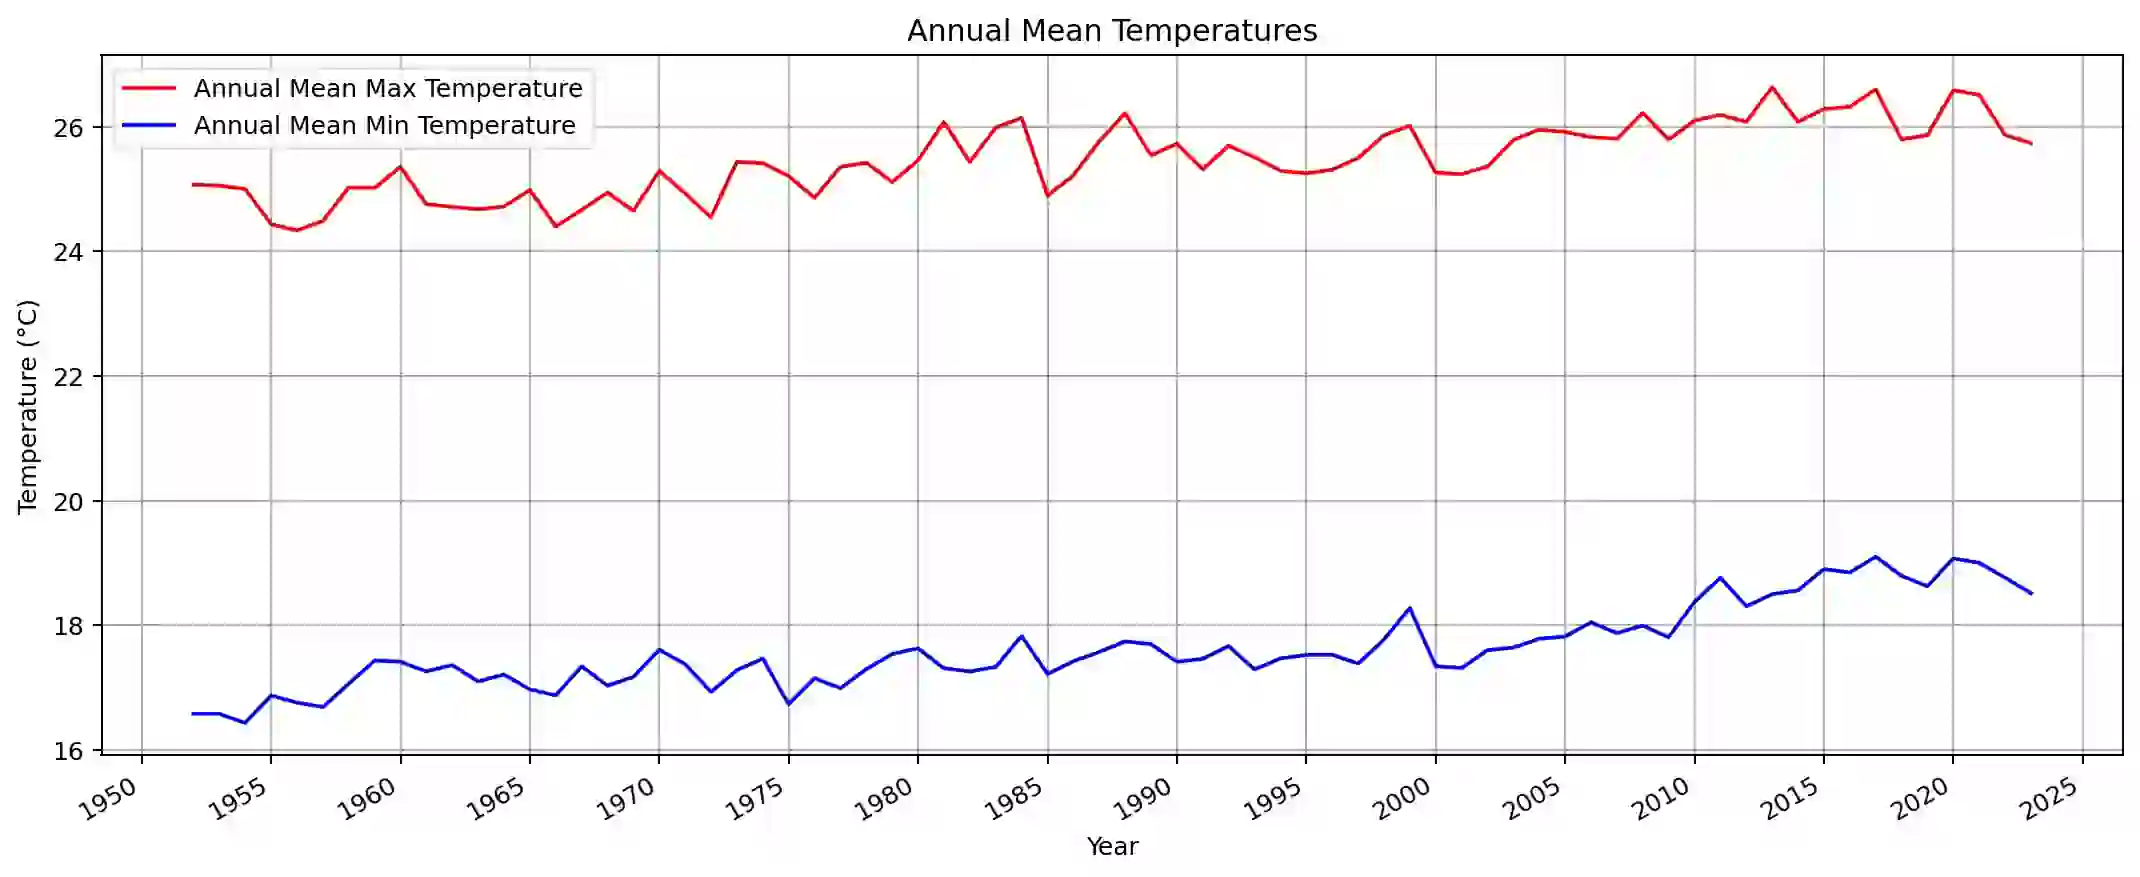 Annual Mean Temperatures
Annual Mean Max Temperature
Annual Mean Min Temperature
Temperature (°C)
26
24
22
20
18
16
1950 1955 1960 1965 1970 1975 1980 1985 1990 1995 2000 2005 2010 2015 2020 2025
Year